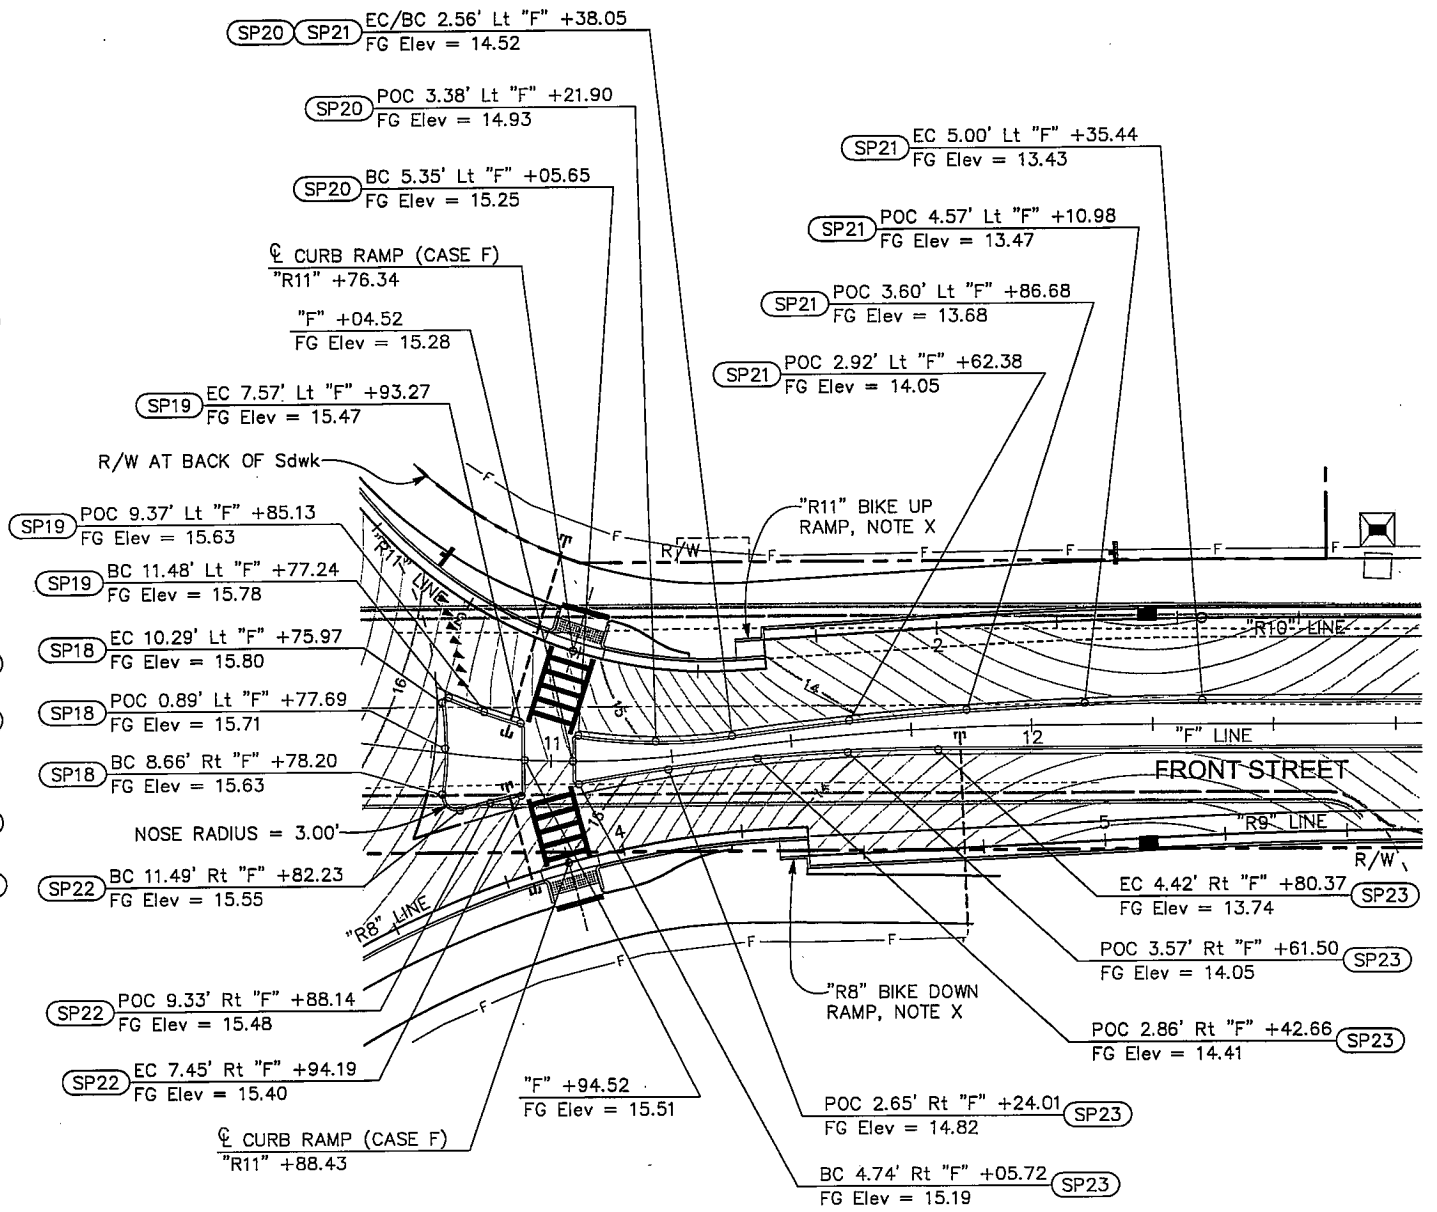 SP20 SP21 EC/BC 2.56' Lt "F" +38.05
FG Elev = 14.52
SP20 POC 3.38' Lt "F" +21.90
FG Elev = 14.93
SP20 BC 5.35' Lt "F" +05.65
FG Elev = 15.25
℄ CURB RAMP (CASE F)
"R11" +76.34
"F" +04.52
FG Elev = 15.28
SP19 EC 7.57' Lt "F" +93.27
FG Elev = 15.47
R/W AT BACK OF Sdwk
SP19 POC 9.37' Lt "F" +85.13
FG Elev = 15.63
SP19 BC 11.48' Lt "F" +77.24
FG Elev = 15.78
SP18 EC 10.29' Lt "F" +75.97
FG Elev = 15.80
SP18 POC 0.89' Lt "F" +77.69
FG Elev = 15.71
SP18 BC 8.66' Rt "F" +78.20
FG Elev = 15.63
NOSE RADIUS = 3.00'
SP22 BC 11.49' Rt "F" +82.23
FG Elev = 15.55
SP22 POC 9.33' Rt "F" +88.14
FG Elev = 15.48
SP22 EC 7.45' Rt "F" +94.19
FG Elev = 15.40
℄ CURB RAMP (CASE F)
"R11" +88.43
"F" +94.52
FG Elev = 15.51
SP21 EC 5.00' Lt "F" +35.44
FG Elev = 13.43
SP21 POC 4.57' Lt "F" +10.98
FG Elev = 13.47
SP21 POC 3.60' Lt "F" +86.68
FG Elev = 13.68
SP21 POC 2.92' Lt "F" +62.38
FG Elev = 14.05
"R11" BIKE UP
RAMP, NOTE X
R/W
F F F F F F
"R11" LINE
"R10" LINE
2
14
15
16
11
12
"F" LINE
FRONT STREET
14
15
4
5
"R9" LINE
R/W
"R8" LINE
F F F F
"R8" BIKE DOWN
RAMP, NOTE X
EC 4.42' Rt "F" +80.37 SP23
FG Elev = 13.74
POC 3.57' Rt "F" +61.50 SP23
FG Elev = 14.05
POC 2.86' Rt "F" +42.66 SP23
FG Elev = 14.41
POC 2.65' Rt "F" +24.01 SP23
FG Elev = 14.82
BC 4.74' Rt "F" +05.72 SP23
FG Elev = 15.19